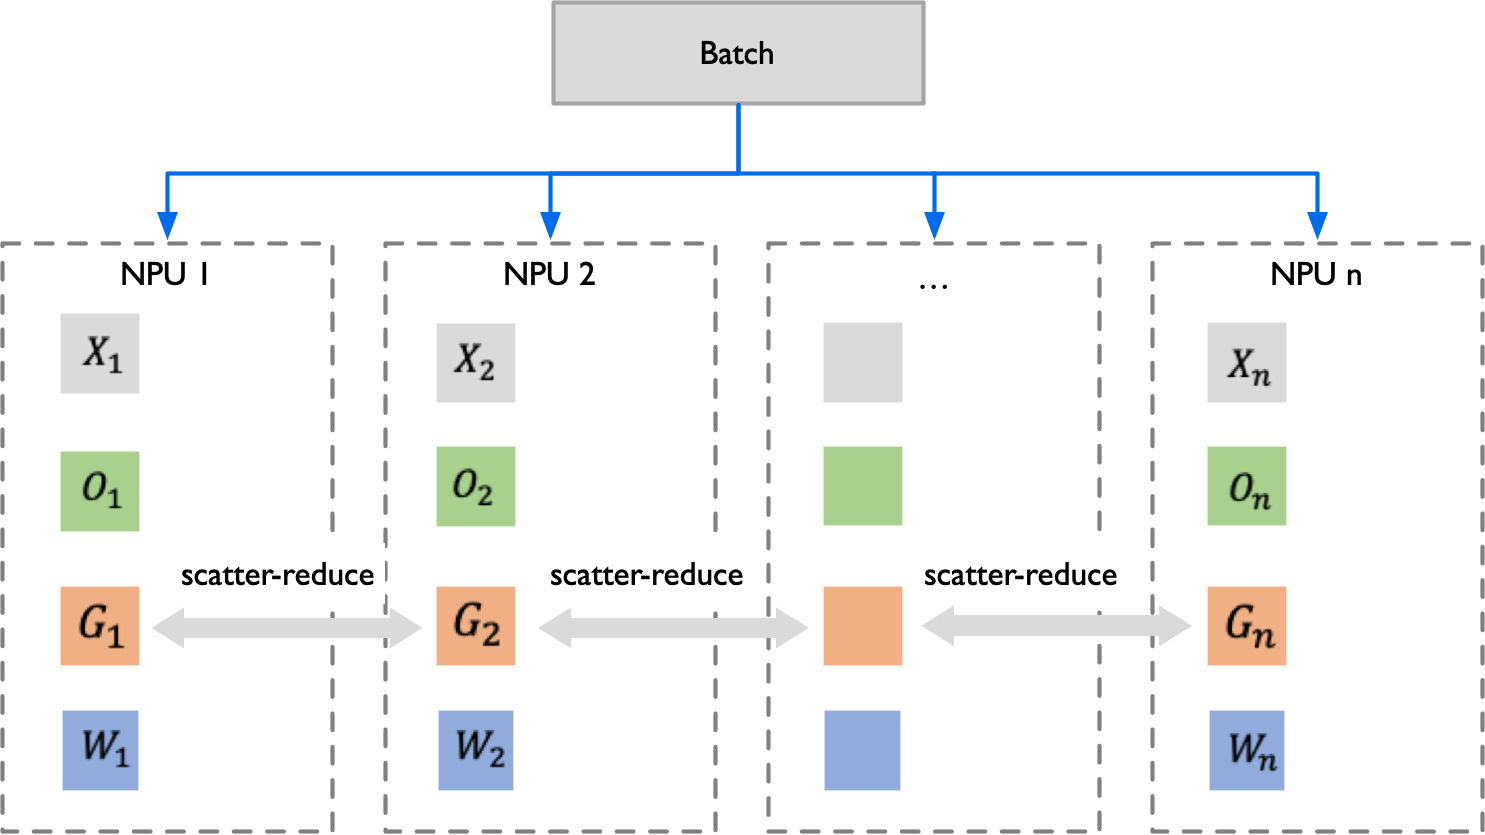 Batch
NPU 1
NPU 2
...
NPU n
X₁
X₂
Xₙ
O₁
O₂
Oₙ
scatter-reduce
scatter-reduce
scatter-reduce
G₁
G₂
Gₙ
W₁
W₂
Wₙ